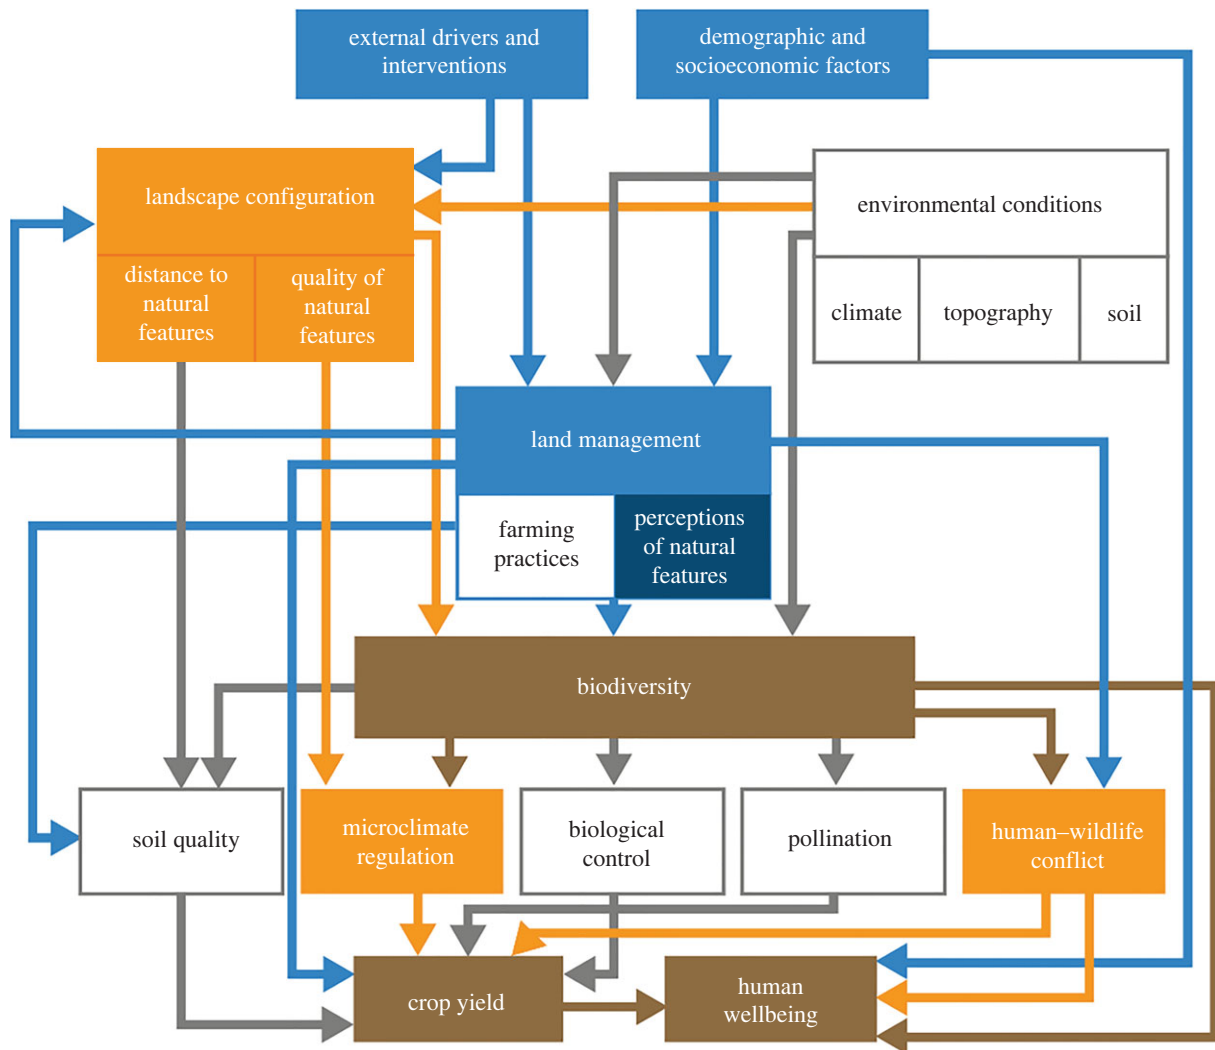 external drivers and
interventions
demographic and
socioeconomic factors
landscape configuration
environmental conditions
distance to
natural
features
quality of
natural
features
climate
topography
soil
land management
farming
practices
perceptions
of natural
features
biodiversity
soil quality
microclimate
regulation
biological
control
pollination
human–wildlife
conflict
crop yield
human
wellbeing